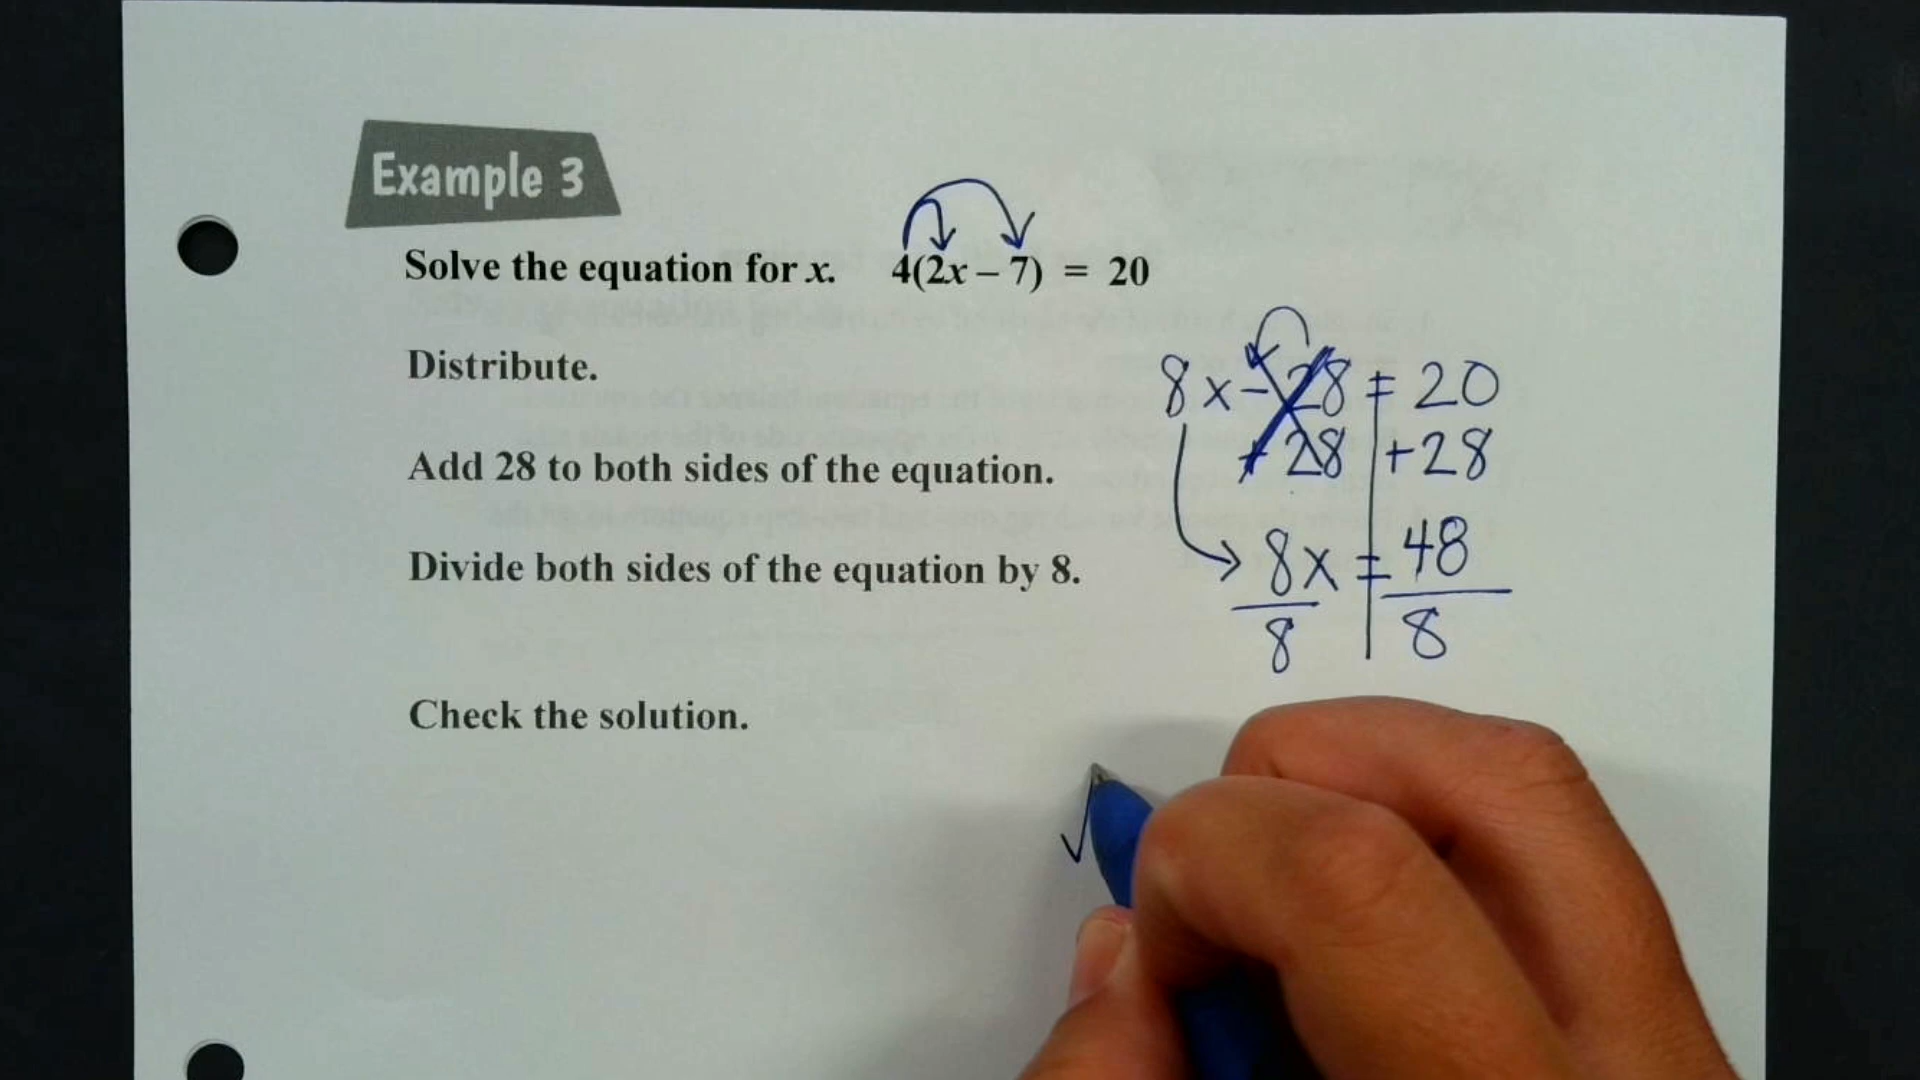 Example 3
Solve the equation for x. 4(2x – 7) = 20
Distribute.
8x - 28 = 20
Add 28 to both sides of the equation.
+ 28 +28
Divide both sides of the equation by 8.
8x = 48
8 8
Check the solution.
√